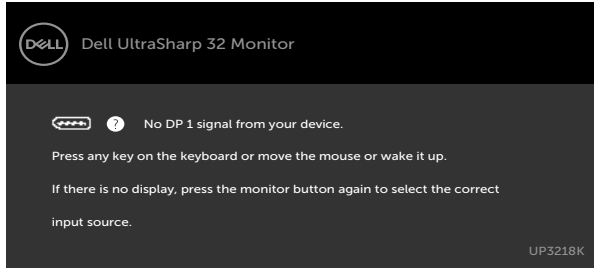 DELL
Dell UltraSharp 32 Monitor
? No DP 1 signal from your device.
Press any key on the keyboard or move the mouse or wake it up.
If there is no display, press the monitor button again to select the correct
input source.
UP3218K